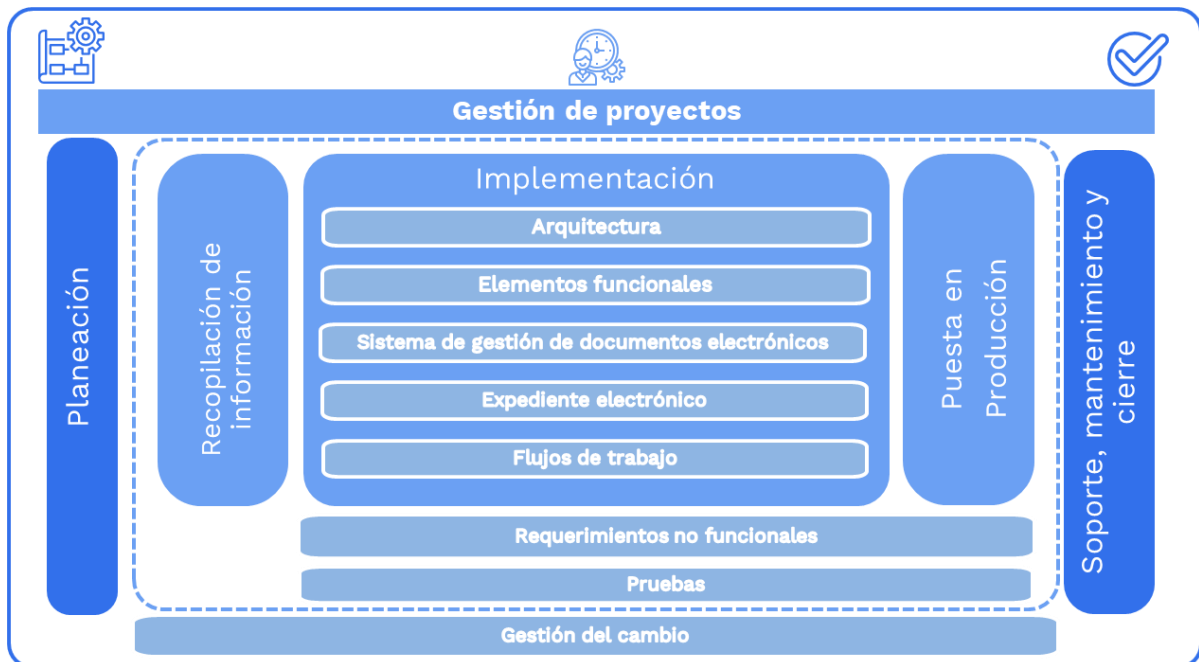 Gestión de proyectos
Planeación
Recopilación de
información
Implementación
Arquitectura
Elementos funcionales
Sistema de gestión de documentos electrónicos
Expediente electrónico
Flujos de trabajo
Puesta en
Producción
Soporte, mantenimiento y
cierre
Requerimientos no funcionales
Pruebas
Gestión del cambio